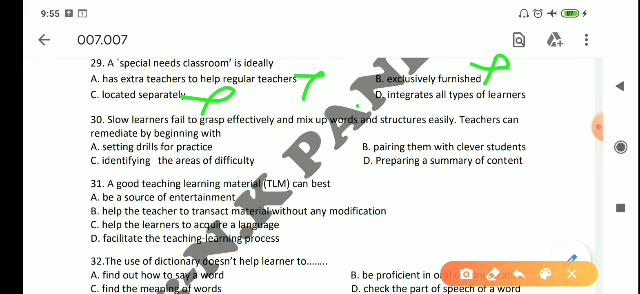 9:55
87
007.007
29. A `special needs classroom' is ideally
A. has extra teachers to help regular teachers B. exclusively furnished
C. located separately D. integrates all types of learners
30. Slow learners fail to grasp effectively and mix up words and structures easily. Teachers can
remediate by beginning with
A. setting drills for practice B. pairing them with clever students
C. identifying the areas of difficulty D. Preparing a summary of content
31. A good teaching learning material (TLM) can best
A. be a source of entertainment
B. help the teacher to transact material without any modification
C. help the learners to acquire a language
D. facilitate the teaching-learning process
32.The use of dictionary doesn't help learner to........
A. find out how to say a word B. be proficient in
C. find the meaning of words D. check the part of speech of a word
N.K PAN